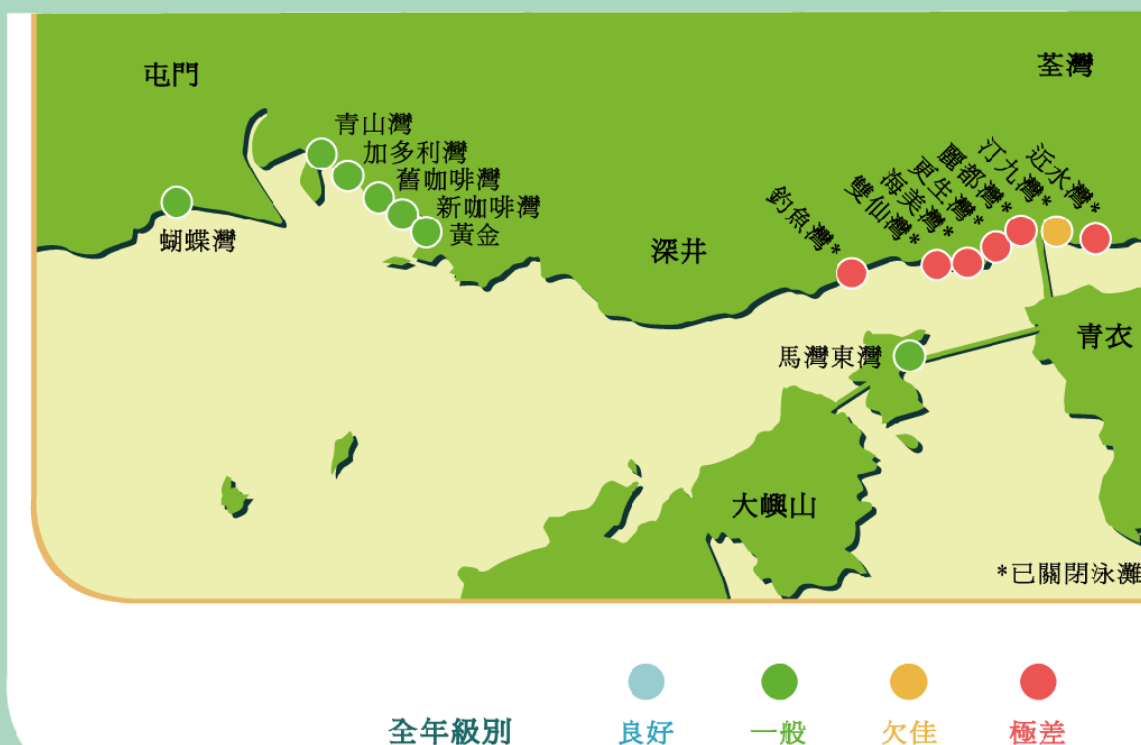 屯門
荃灣
青山灣
加多利灣
舊咖啡灣
新咖啡灣
黃金
蝴蝶灣
深井
釣魚灣*
雙仙灣*
海美灣*
更生灣*
麗都灣*
汀九灣*
近水灣*
馬灣東灣
青衣
大嶼山
*已關閉泳灘
全年級別
良好
一般
欠佳
極差